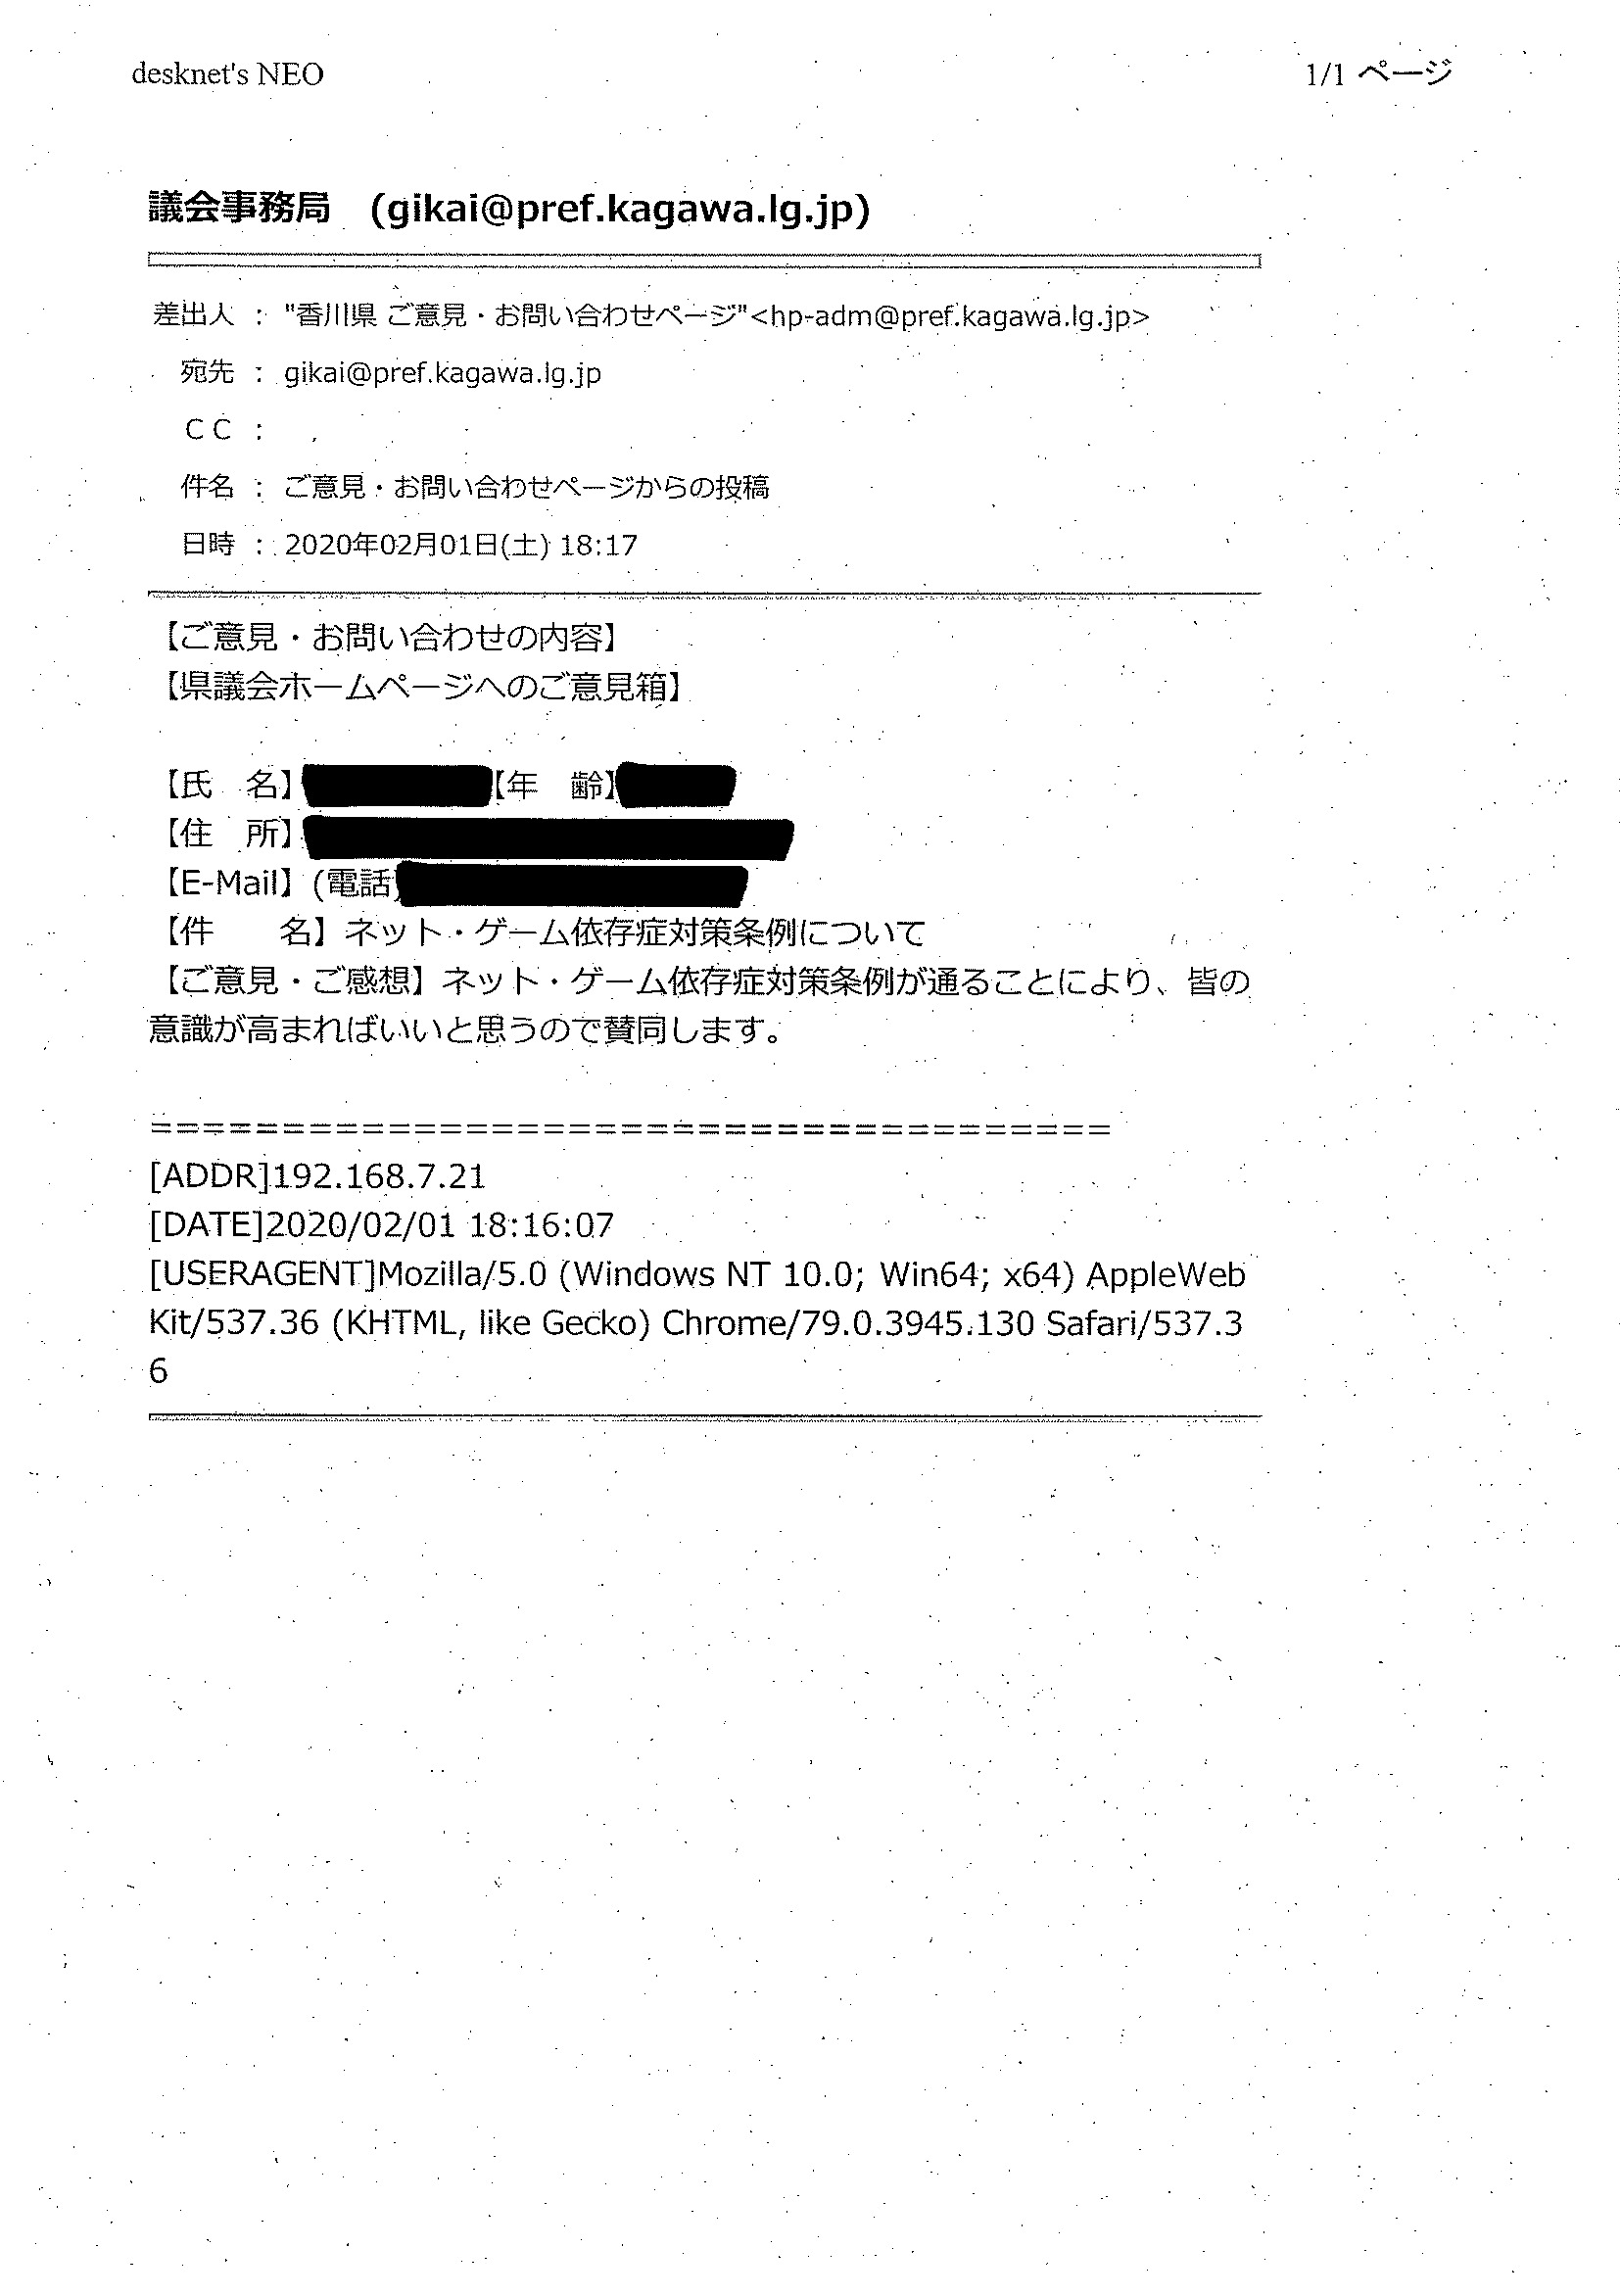 desknet's NEO
1/1 ページ
議会事務局　(gikai@pref.kagawa.lg.jp)
差出人 : "香川県 ご意見・お問い合わせページ"<hp-adm@pref.kagawa.lg.jp>
宛先 : gikai@pref.kagawa.lg.jp
ＣＣ :
件名 : ご意見・お問い合わせページからの投稿
日時 : 2020年02月01日(土) 18:17
【ご意見・お問い合わせの内容】
【県議会ホームページへのご意見箱】
【氏　名】【年　齢】
【住　所】
【E-Mail】(電話)
【件　　名】ネット・ゲーム依存症対策条例について
【ご意見・ご感想】ネット・ゲーム依存症対策条例が通ることにより、皆の
意識が高まればいいと思うので賛同します。
=====================================
[ADDR]192.168.7.21
[DATE]2020/02/01 18:16:07
[USERAGENT]Mozilla/5.0 (Windows NT 10.0; Win64; x64) AppleWeb
Kit/537.36 (KHTML, like Gecko) Chrome/79.0.3945.130 Safari/537.3
6